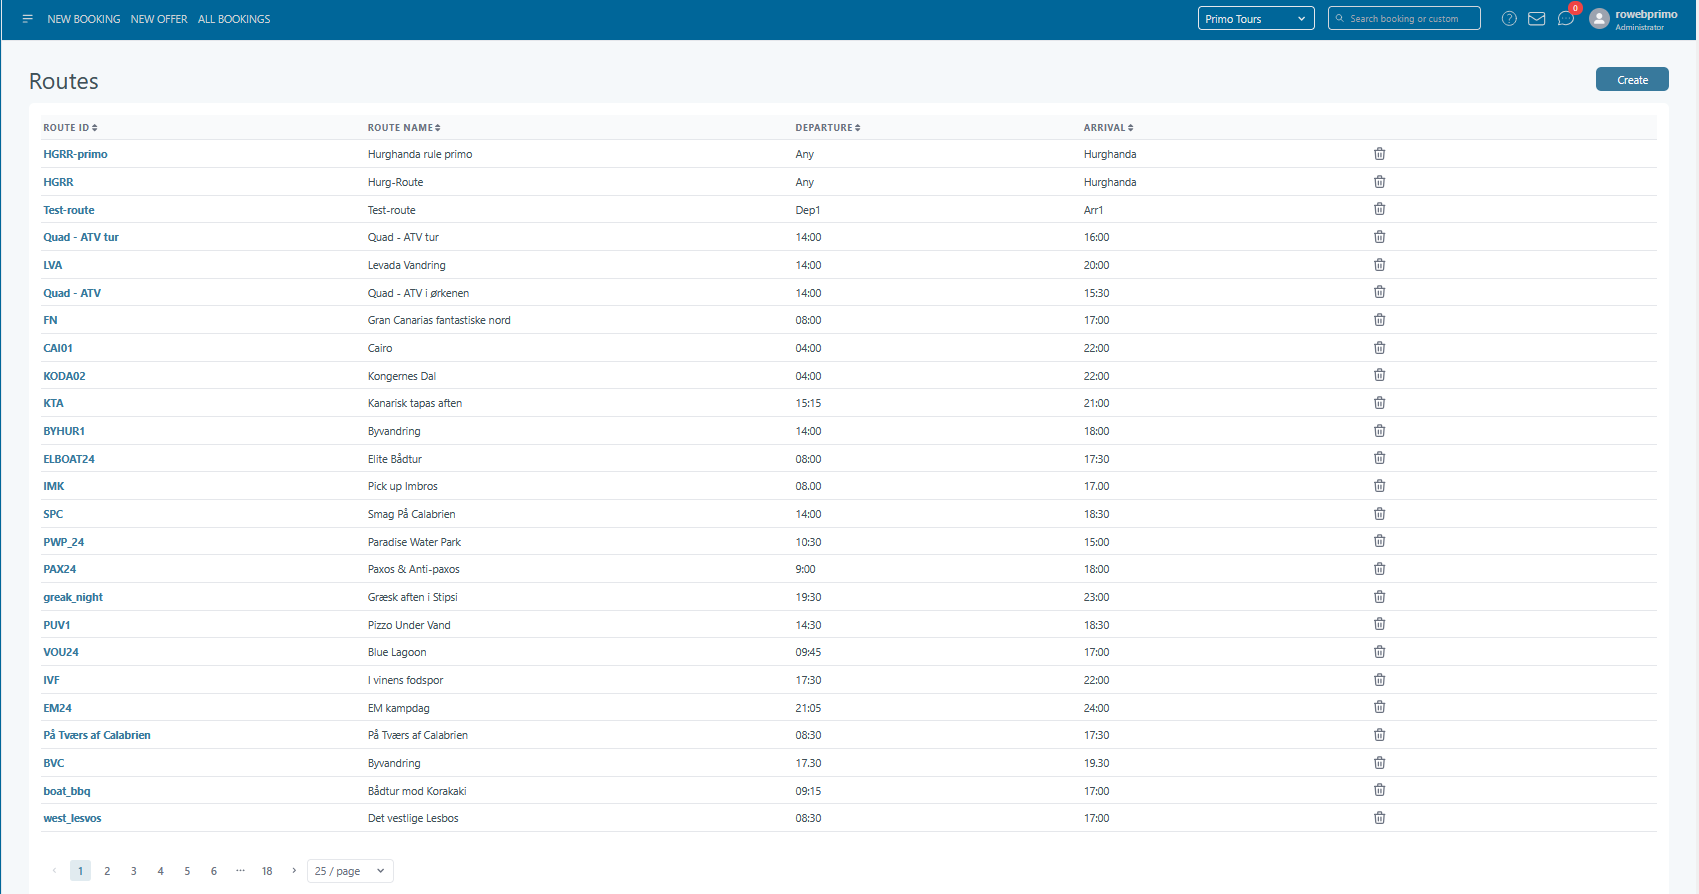 NEW BOOKING NEW OFFER ALL BOOKINGS Primo Tours Search booking or custom 0 rowebprimo
Administrator
Routes Create
ROUTE ID ROUTE NAME DEPARTURE ARRIVAL
HGRR-primo Hurghanda rule primo Any Hurghanda
HGRR Hurg-Route Any Hurghanda
Test-route Test-route Dep1 Arr1
Quad - ATV tur Quad - ATV tur 14:00 16:00
LVA Levada Vandring 14:00 20:00
Quad - ATV Quad - ATV i ørkenen 14:00 15:30
FN Gran Canarias fantastiske nord 08:00 17:00
CAI01 Cairo 04:00 22:00
KODA02 Kongernes Dal 04:00 22:00
KTA Kanarisk tapas aften 15:15 21:00
BYHUR1 Byvandring 14:00 18:00
ELBOAT24 Elite Bådtur 08:00 17:30
IMK Pick up Imbros 08.00 17.00
SPC Smag På Calabrien 14:00 18:30
PWP_24 Paradise Water Park 10:30 15:00
PAX24 Paxos & Anti-paxos 9:00 18:00
greak_night Græsk aften i Stipsi 19:30 23:00
PUV1 Pizzo Under Vand 14:30 18:30
VOU24 Blue Lagoon 09:45 17:00
IVF I vinens fodspor 17:30 22:00
EM24 EM kampdag 21:05 24:00
På Tværs af Calabrien På Tværs af Calabrien 08:30 17:30
BVC Byvandring 17.30 19.30
boat_bbq Bådtur mod Korakaki 09:15 17:00
west_lesvos Det vestlige Lesbos 08:30 17:00
1 2 3 4 5 6 ••• 18 25 / page